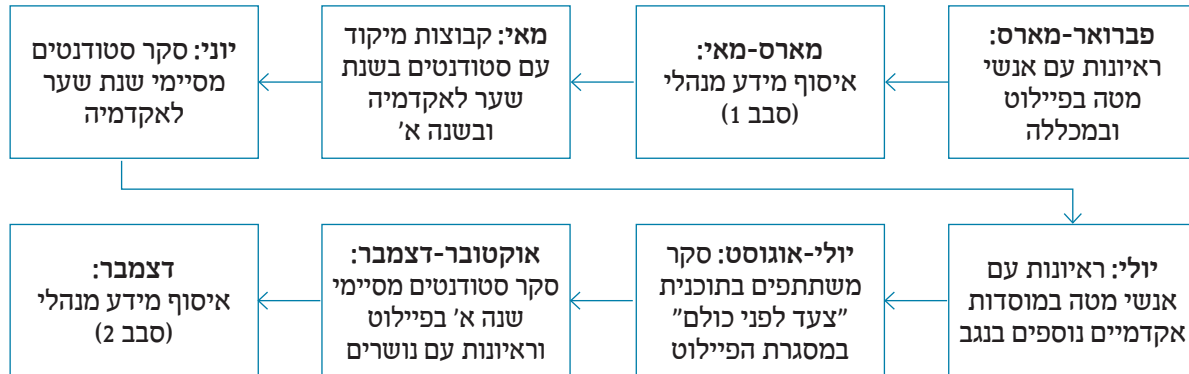 פברואר-מארס:
ראיונות עם אנשי
מטה בפיילוט
ובמכללה
מארס-מאי:
איסוף מידע מנהלי
(סבב 1)
מאי: קבוצות מיקוד
עם סטודנטים בשנת
שער לאקדמיה
ובשנה א'
יוני: סקר סטודנטים
מסיימי שנת שער
לאקדמיה
יולי: ראיונות עם
אנשי מטה במוסדות
אקדמיים נוספים בנגב
יולי-אוגוסט: סקר
משתתפים בתוכנית
"צעד לפני כולם"
במסגרת הפיילוט
אוקטובר-דצמבר:
סקר סטודנטים מסיימי
שנה א' בפיילוט
וראיונות עם נושרים
דצמבר:
איסוף מידע מנהלי
(סבב 2)